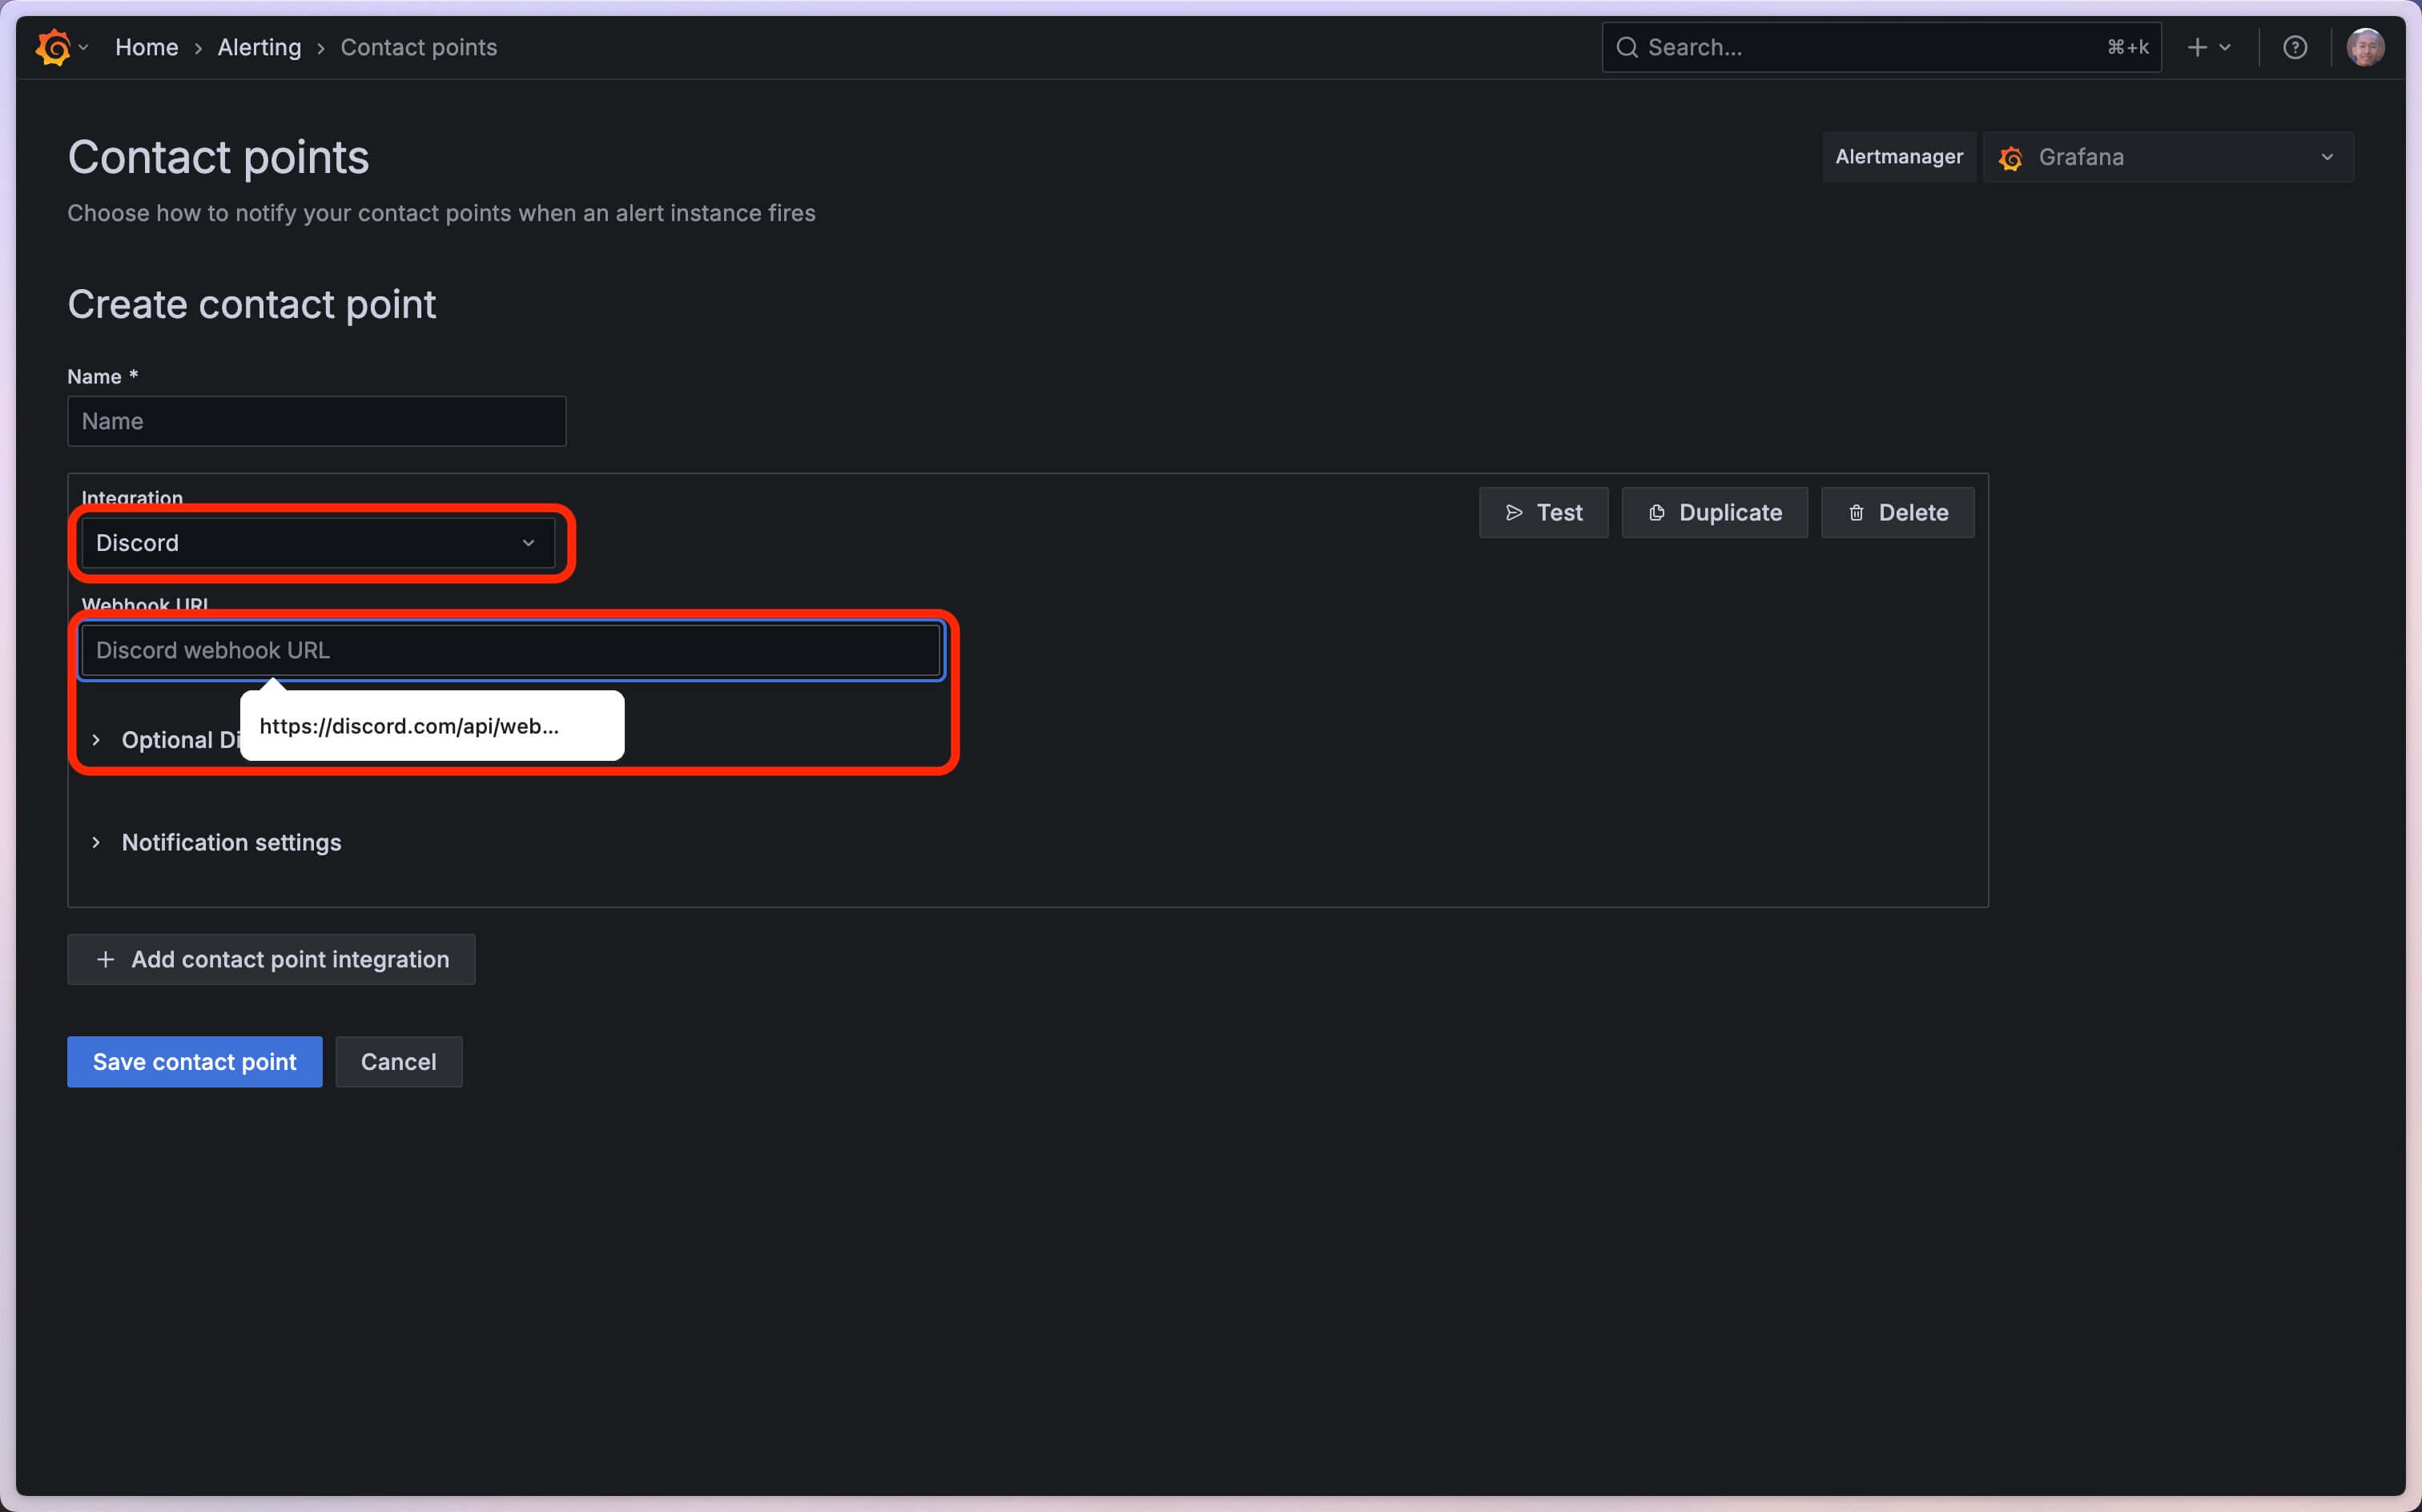 Home › Alerting › Contact points
Search... ⌘+k
Contact points
Alertmanager Grafana
Choose how to notify your contact points when an alert instance fires
Create contact point
Name *
Name
Integration
Test Duplicate Delete
Discord
Webhook URL
Discord webhook URL
https://discord.com/api/web...
Optional Di
Notification settings
+ Add contact point integration
Save contact point Cancel